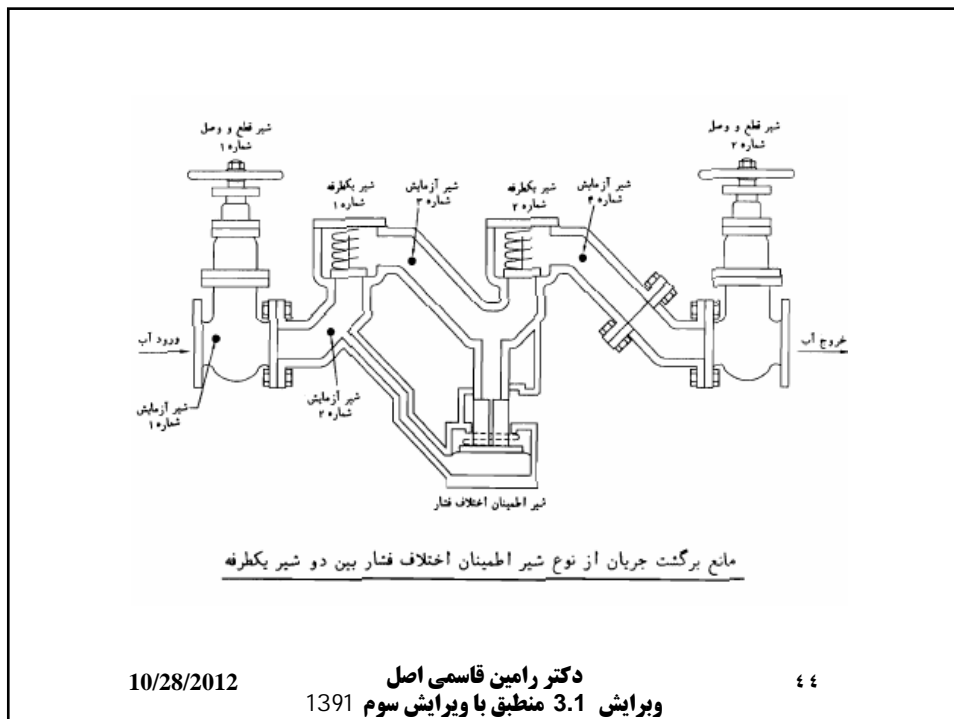 شیر قطع و وصل
شماره ۱
شیر قطع و وصل
شماره ۲
شیر یکطرفه
شماره ۱
شیر آزمایش
شماره ۳
شیر یکطرفه
شماره ۲
شیر آزمایش
شماره ۴
ورود آب
خروج آب
شیر آزمایش
شماره ۱
شیر آزمایش
شماره ۲
شیر اطمینان اختلاف فشار
مانع برگشت جریان از نوع شیر اطمینان اختلاف فشار بین دو شیر یکطرفه
10/28/2012
دکتر رامین قاسمی اصل
ویرایش 3.1 منطبق با ویرایش سوم 1391
٤٤